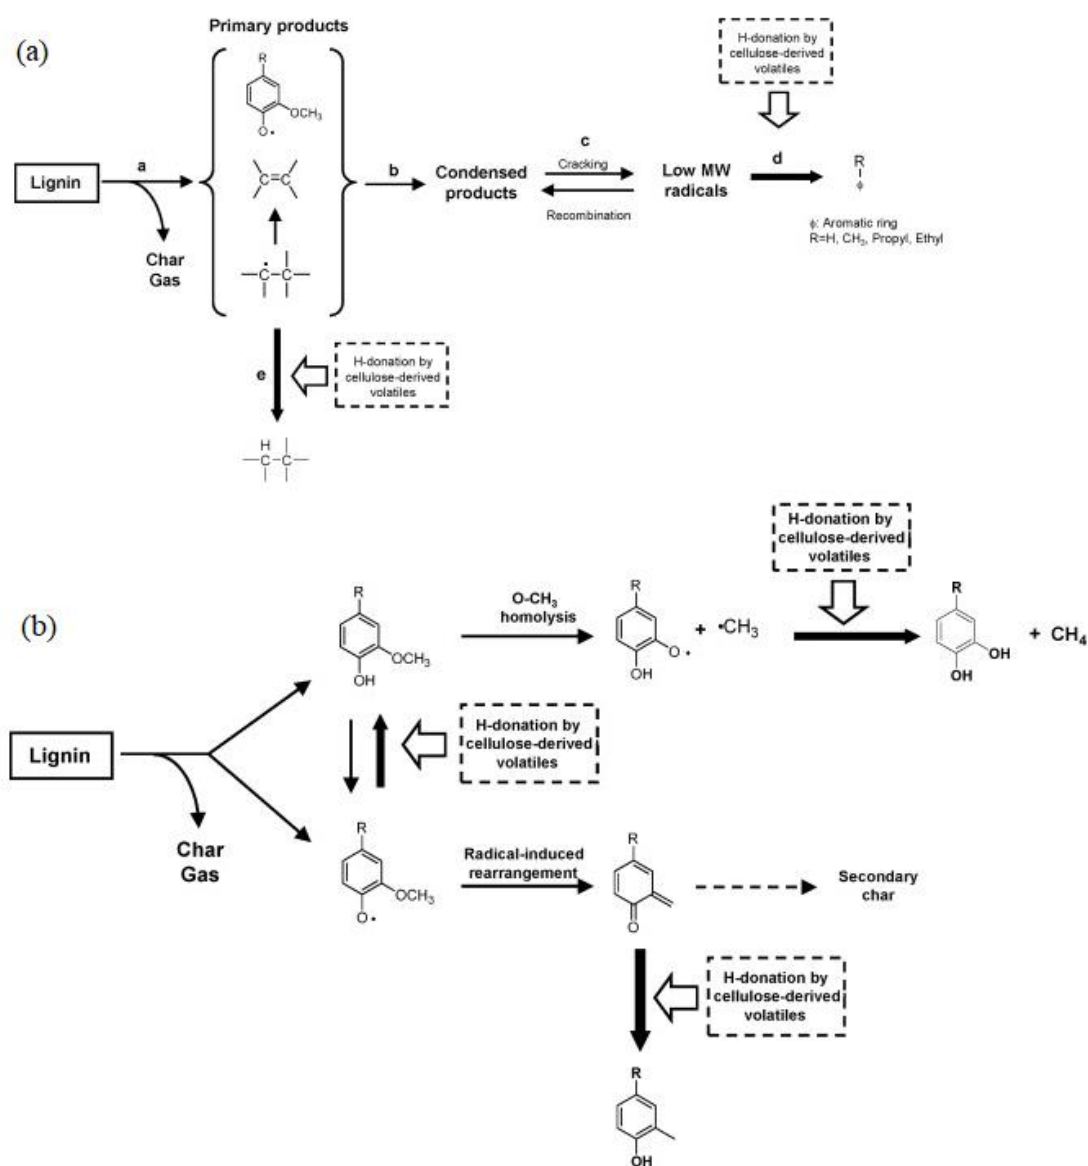 (a)
Primary products
R
OCH3
O•
Lignin
a
Char
Gas
C=C
•
C—C
b
Condensed
products
c
Cracking
Recombination
Low MW
radicals
H-donation by
cellulose-derived
volatiles
d
R
ϕ
ϕ: Aromatic ring
R=H, CH3, Propyl, Ethyl
e
H-donation by
cellulose-derived
volatiles
H
C—C
(b)
Lignin
Char
Gas
R
OCH3
OH
O-CH3
homolysis
R
O•
OH
+ •CH3
H-donation by
cellulose-derived
volatiles
R
OH
OH
+ CH4
H-donation by
cellulose-derived
volatiles
R
OCH3
O•
Radical-induced
rearrangement
R
O
Secondary
char
H-donation by
cellulose-derived
volatiles
R
OH